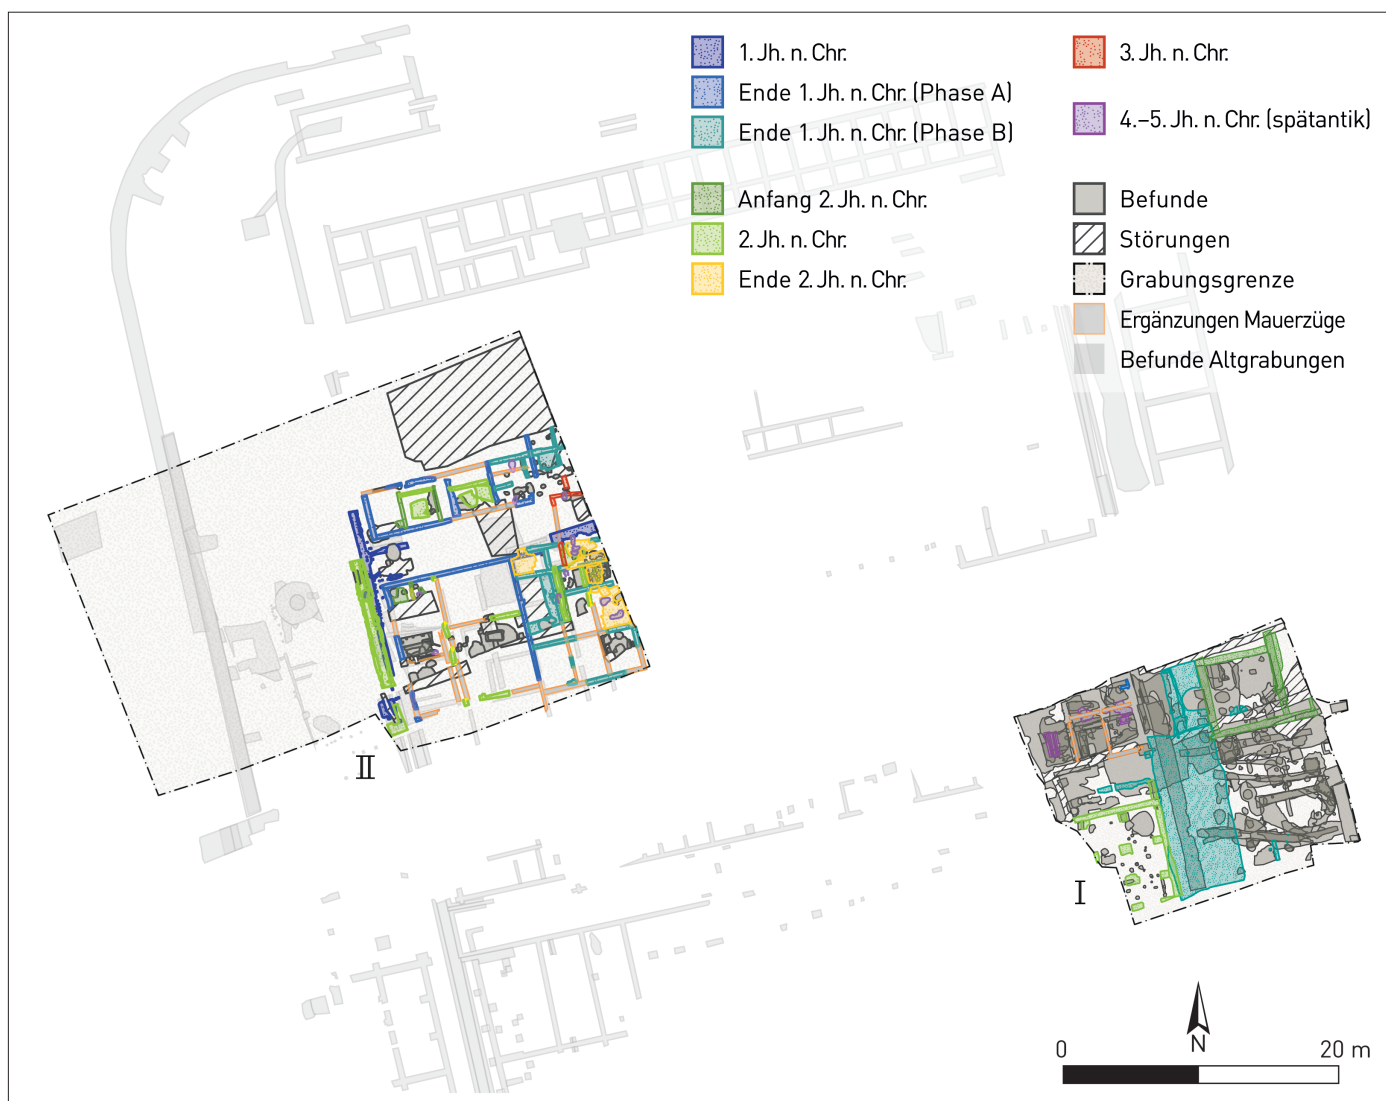 1. Jh. n. Chr.
Ende 1. Jh. n. Chr. (Phase A)
Ende 1. Jh. n. Chr. (Phase B)
Anfang 2. Jh. n. Chr.
2. Jh. n. Chr.
Ende 2. Jh. n. Chr.
3. Jh. n. Chr.
4.–5. Jh. n. Chr. (spätantik)
Befunde
Störungen
Grabungsgrenze
Ergänzungen Mauerzüge
Befunde Altgrabungen
II
I
N
0 20 m